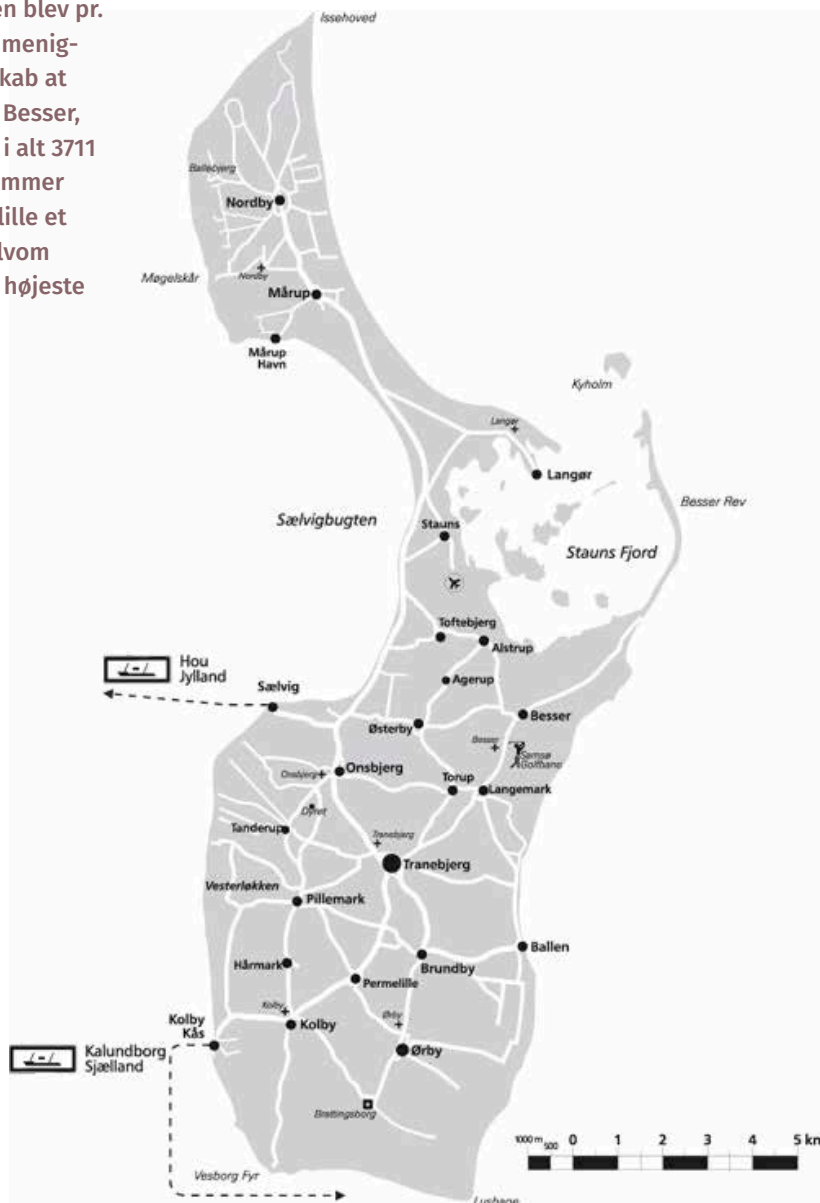 en blev pr.
menig-
kab at
Besser,
i alt 3711
mmer
lille et
lvom
højeste
Issehoved
Ballebjerg
Nordby
Nordby
Møgelskår
Mårup
Mårup
Havn
Kyholm
Langør
Langør
Besser Rev
Sælvigbugten
Stauns
Stauns Fjord
Toftebjerg
Alstrup
Hou
Jylland
Agerup
Sælvig
Besser
Østerby
Besser
Samsø
Golfbane
Onsbjerg
Onsbjerg
Torup
Langemark
Dyret
Tanderup
Tranebjerg
Tranebjerg
Vesterløkken
Pillemark
Ballen
Brundby
Hårmark
Permelille
Kolby
Kolby
Kolby
Kås
Ørby
Ørby
Kalundborg
Sjælland
Brattingsborg
1000 m 500 0 1 2 3 4 5 km
Vesborg Fyr
Lushage